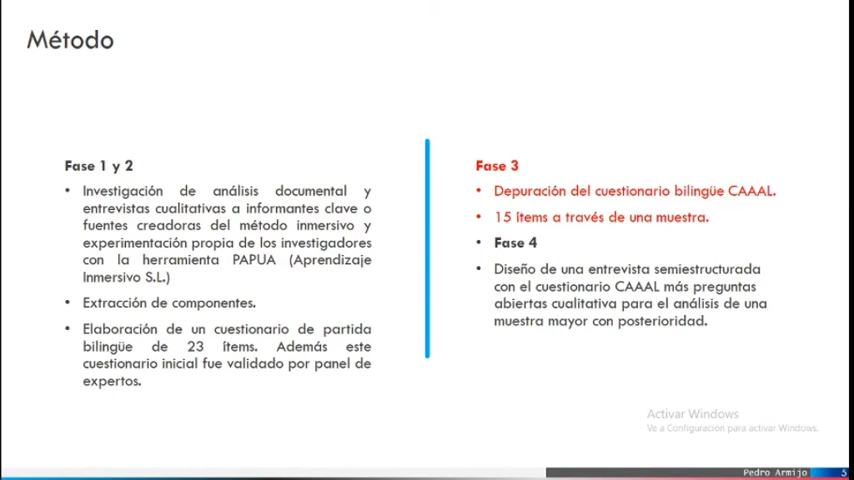 Método
Fase 1 y 2
• Investigación de análisis documental y
entrevistas cualitativas a informantes clave o
fuentes creadoras del método inmersivo y
experimentación propia de los investigadores
con la herramienta PAPUA (Aprendizaje
Inmersivo S.L.)
• Extracción de componentes.
• Elaboración de un cuestionario de partida
bilingüe de 23 ítems. Además este
cuestionario inicial fue validado por panel de
expertos.
Fase 3
• Depuración del cuestionario bilingüe CAAAL.
• 15 ítems a través de una muestra.
• Fase 4
• Diseño de una entrevista semiestructurada
con el cuestionario CAAAL más preguntas
abiertas cualitativa para el análisis de una
muestra mayor con posterioridad.
Activar Windows
Ve a Configuración para activar Windows.
Pedro Armijo 5